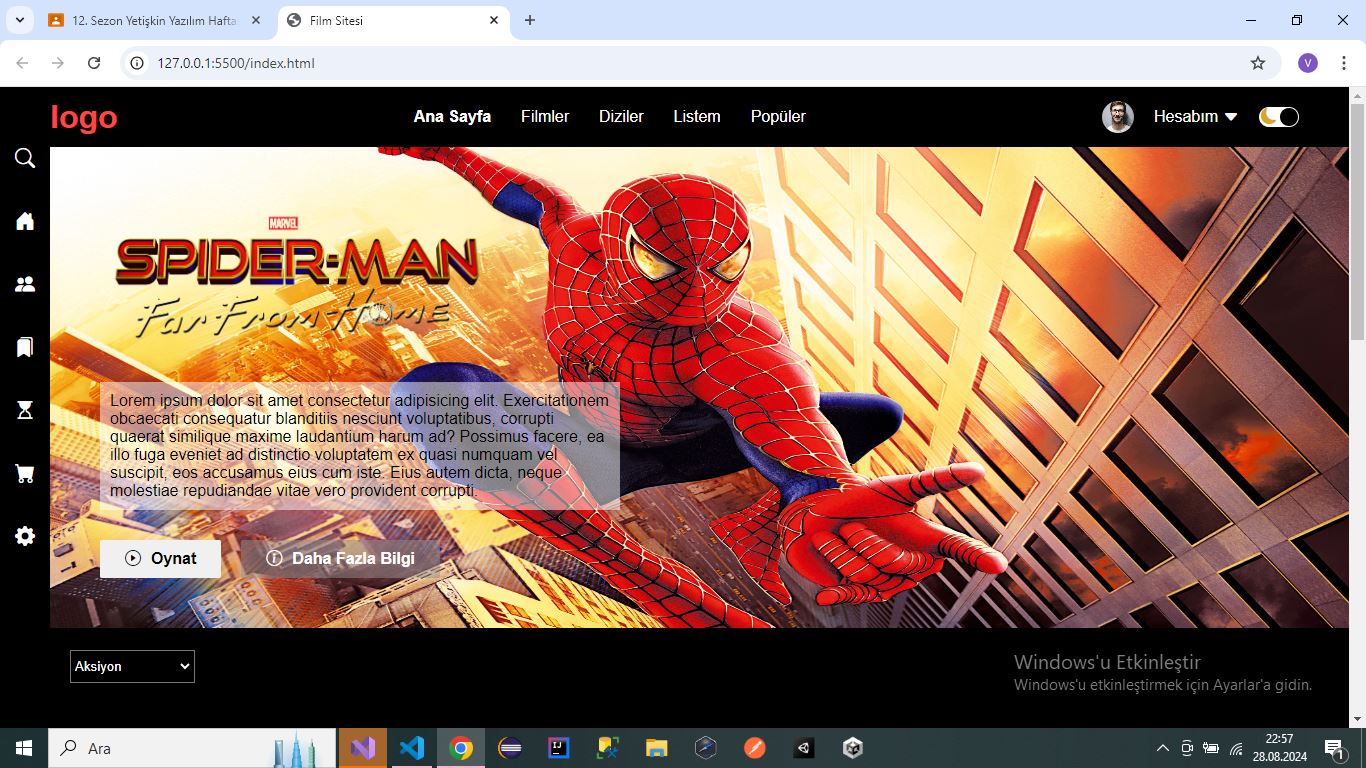 12. Sezon Yetişkin Yazılım Hafta
Film Sitesi
127.0.0.1:5500/index.html
V
logo
Ana Sayfa
Filmler
Diziler
Listem
Popüler
Hesabım
MARVEL
SPIDER-MAN
Far From Home
Lorem ipsum dolor sit amet consectetur adipisicing elit. Exercitationem
obcaecati consequatur blanditiis nesciunt voluptatibus, corrupti
quaerat similique maxime laudantium harum ad? Possimus facere, ea
illo fuga eveniet ad distinctio voluptatem ex quasi numquam vel
suscipit, eos accusamus eius cum iste. Eius autem dicta, neque
molestiae repudiandae vitae vero provident corrupti.
Oynat
Daha Fazla Bilgi
Aksiyon
Windows'u Etkinleştir
Windows'u etkinleştirmek için Ayarlar'a gidin.
Ara
22:57
28.08.2024
1